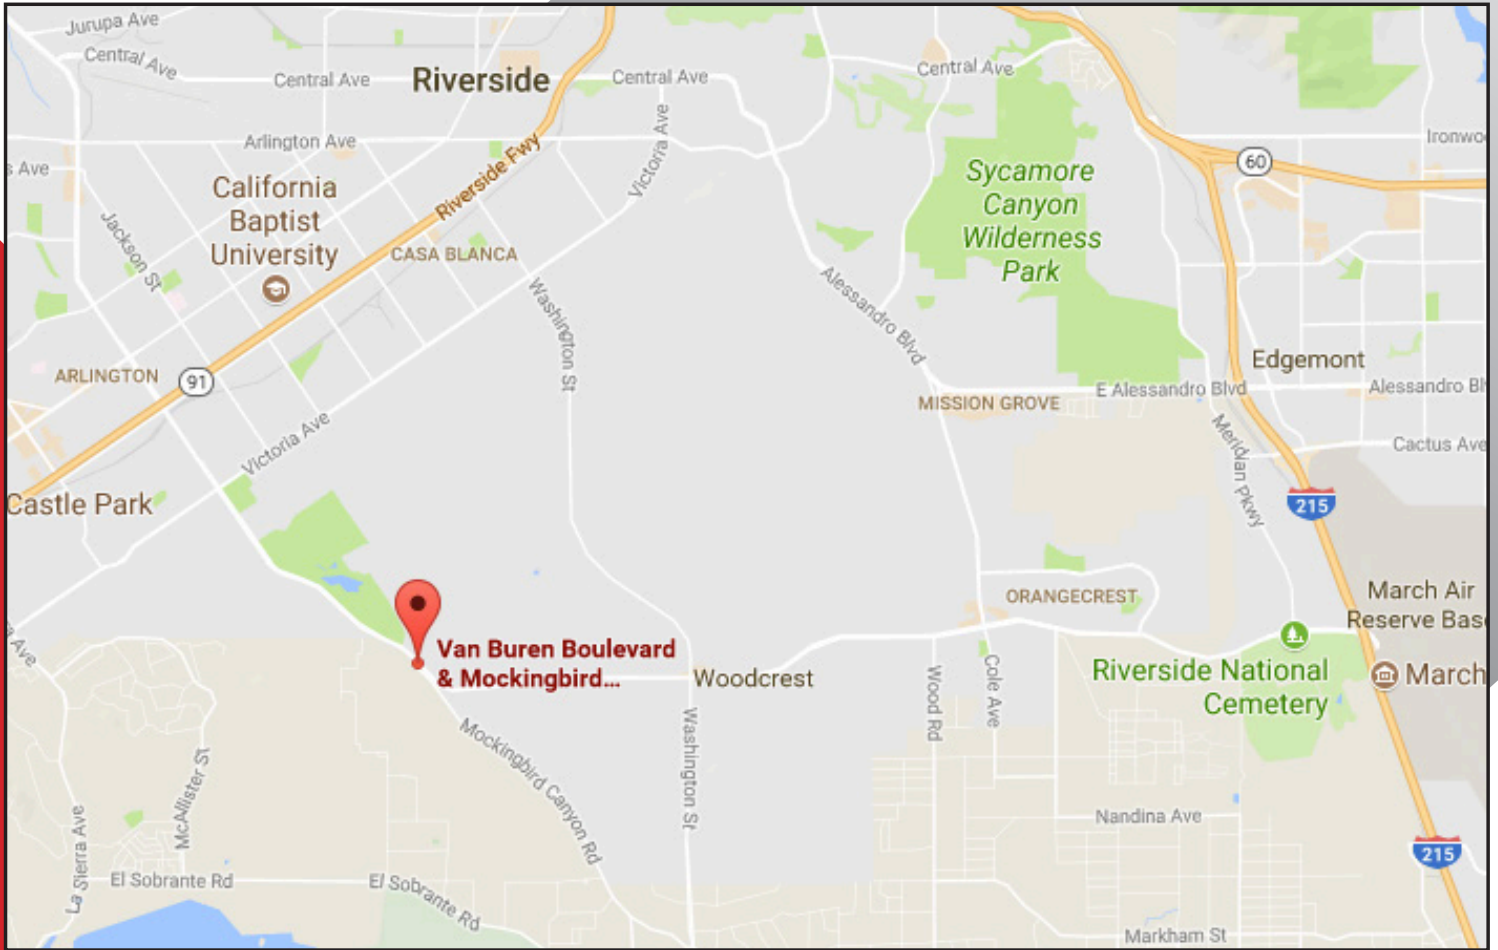 Jurupa Ave
Central Ave
Central Ave
Riverside
Central Ave
Central Ave
Arlington Ave
Ironwo
s Ave
60
Riverside Fwy
Victoria Ave
Sycamore
Canyon
Wilderness
Park
California
Baptist
University
Jackson St
CASA BLANCA
Washington St
Alessandro Blvd
Edgemont
ARLINGTON
91
E Alessandro Blvd
Alessandro Bl
MISSION GROVE
Victoria Ave
Meridian Pkwy
Cactus Ave
Castle Park
215
March Air
Reserve Base
ORANGECREST
Ave
Van Buren Boulevard
& Mockingbird...
Woodcrest
Riverside National
Cemetery
March
Wood Rd
Cole Ave
Mockingbird Canyon Rd
Washington St
McAllister St
La Sierra Ave
Nandina Ave
215
El Sobrante Rd
El Sobrante Rd
Markham St